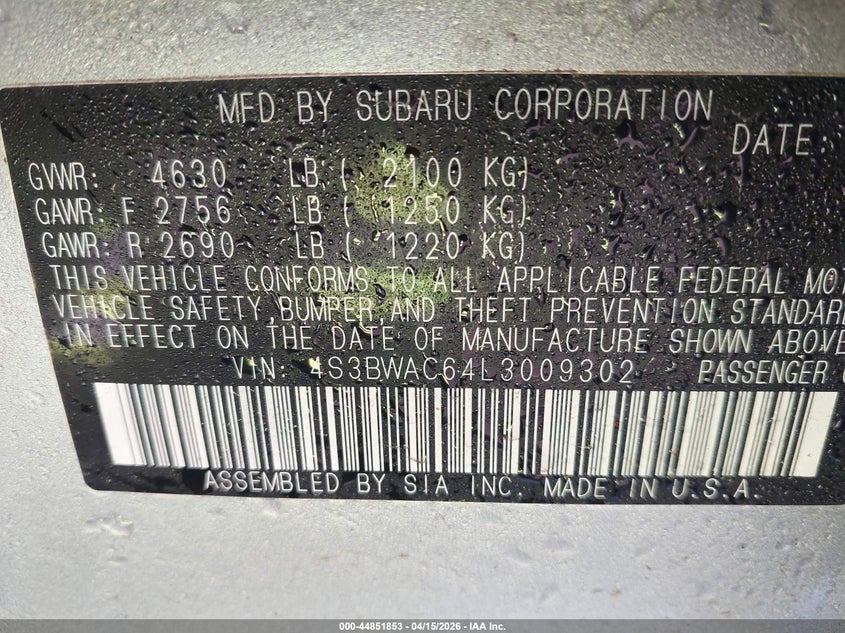 MFD BY SUBARU CORPORATION
DATE:
GVWR: 4630 LB ( 2100 KG)
GAWR: F 2756 LB ( 1250 KG)
GAWR: R 2690 LB ( 1220 KG)
THIS VEHICLE CONFORMS TO ALL APPLICABLE FEDERAL MOT
VEHICLE SAFETY BUMPER AND THEFT PREVENTION STANDARD
IN EFFECT ON THE DATE OF MANUFACTURE SHOWN ABOVE
VIN: 4S3BWAC64L3009302 PASSENGER
ASSEMBLED BY SIA INC. MADE IN U.S.A.
000-44851853 - 04/15/2026 - IAA Inc.